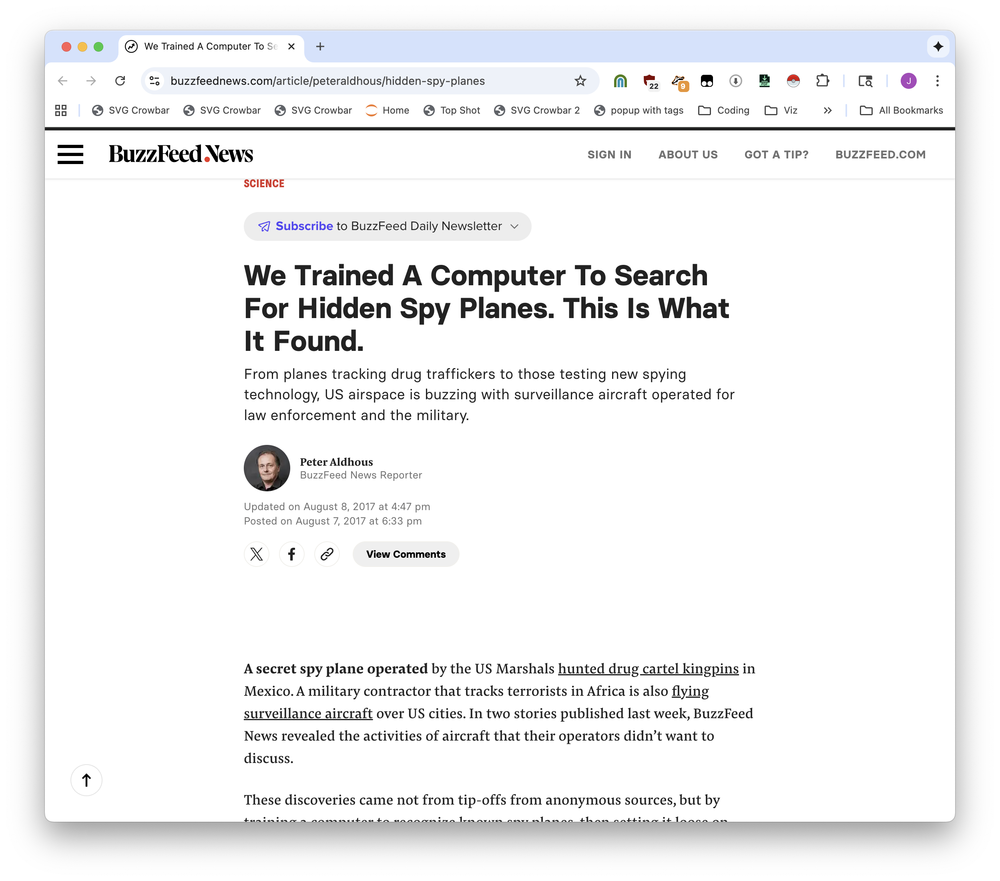 We Trained A Computer To Se
buzzfeednews.com/article/peteraldhous/hidden-spy-planes
22
9
J
SVG Crowbar
SVG Crowbar
SVG Crowbar
Home
Top Shot
SVG Crowbar 2
popup with tags
Coding
Viz
All Bookmarks
BuzzFeed News
SIGN IN
ABOUT US
GOT A TIP?
BUZZFEED.COM
SCIENCE
Subscribe to BuzzFeed Daily Newsletter
We Trained A Computer To Search
For Hidden Spy Planes. This Is What
It Found.
From planes tracking drug traffickers to those testing new spying
technology, US airspace is buzzing with surveillance aircraft operated for
law enforcement and the military.
Peter Aldhous
BuzzFeed News Reporter
Updated on August 8, 2017 at 4:47 pm
Posted on August 7, 2017 at 6:33 pm
View Comments
A secret spy plane operated by the US Marshals hunted drug cartel kingpins in
Mexico. A military contractor that tracks terrorists in Africa is also flying
surveillance aircraft over US cities. In two stories published last week, BuzzFeed
News revealed the activities of aircraft that their operators didn’t want to
discuss.
These discoveries came not from tip-offs from anonymous sources, but by
training a computer to recognize known spy planes, then setting it loose on